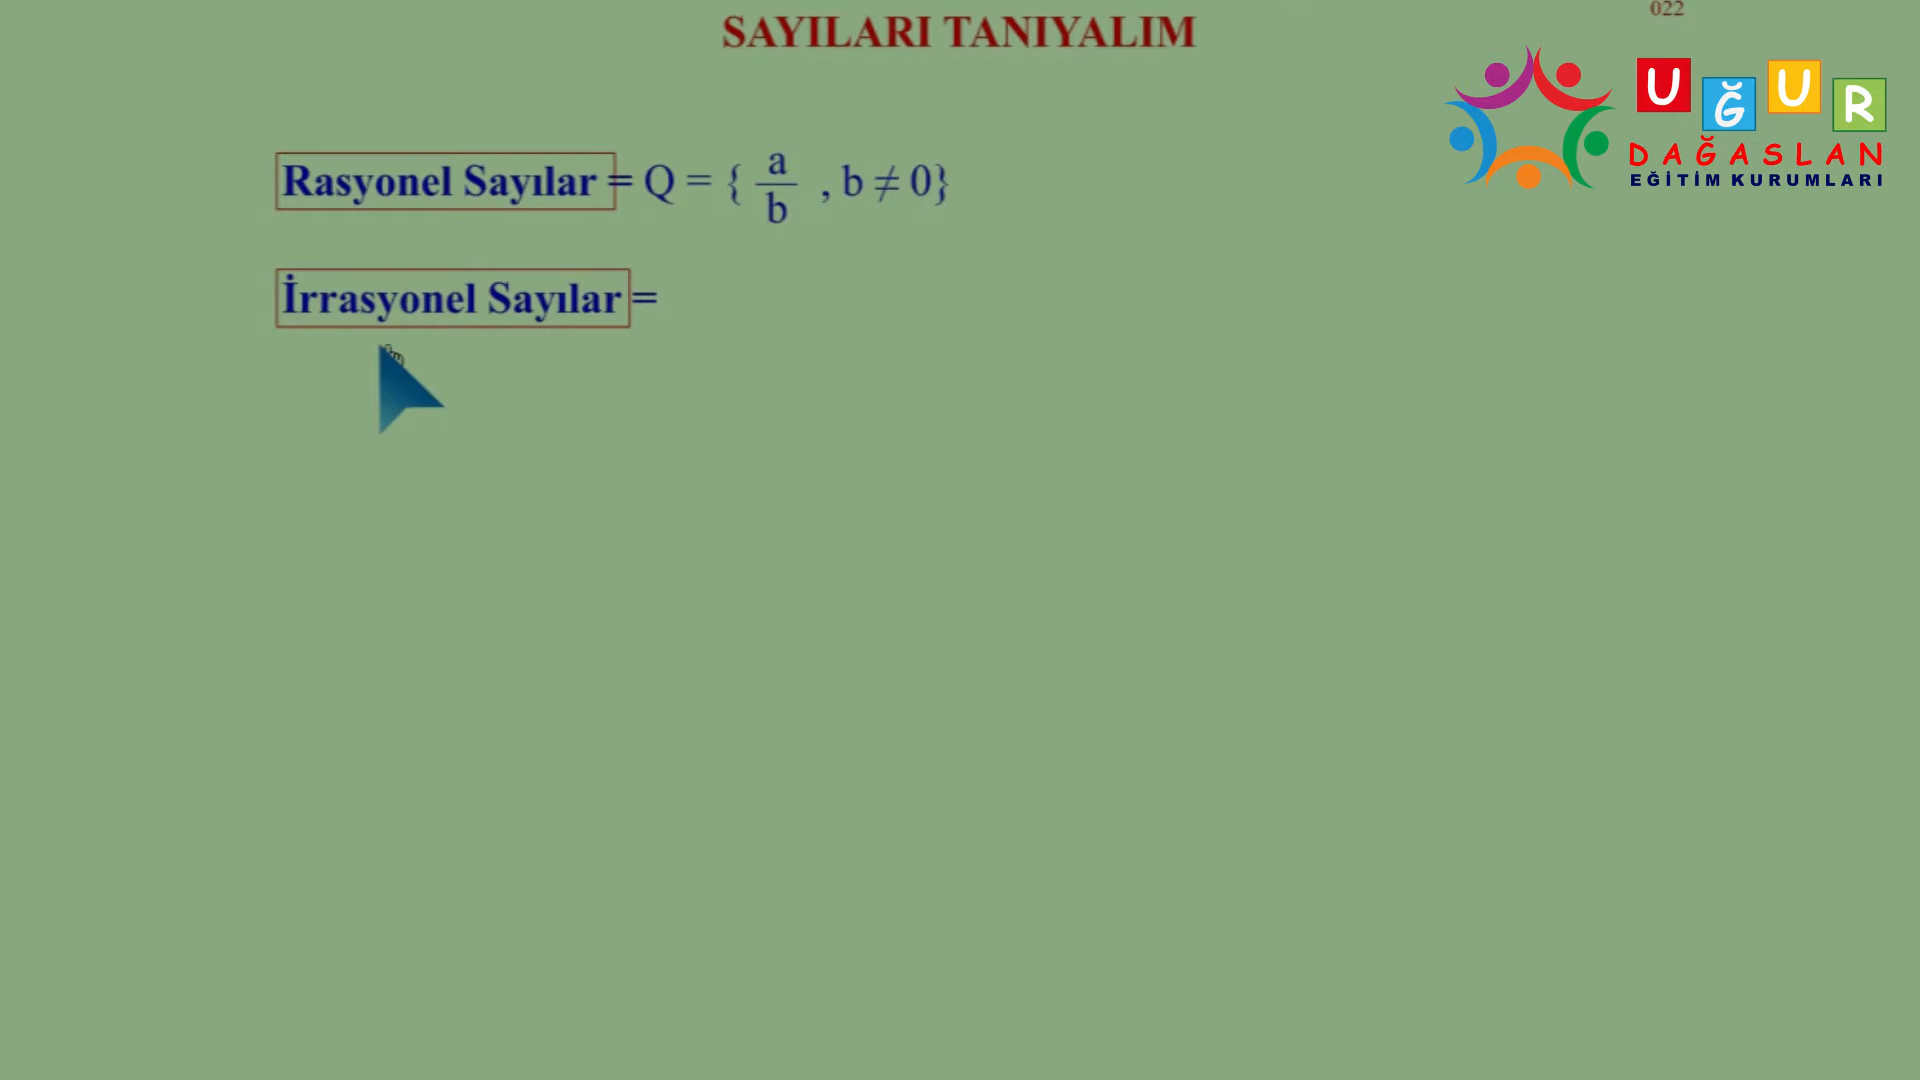 SAYILARI TANIYALIM
022
UĞUR
DAĞASLAN
EĞİTİM KURUMLARI
Rasyonel Sayılar = Q = { a/b , b ≠ 0}
İrrasyonel Sayılar =